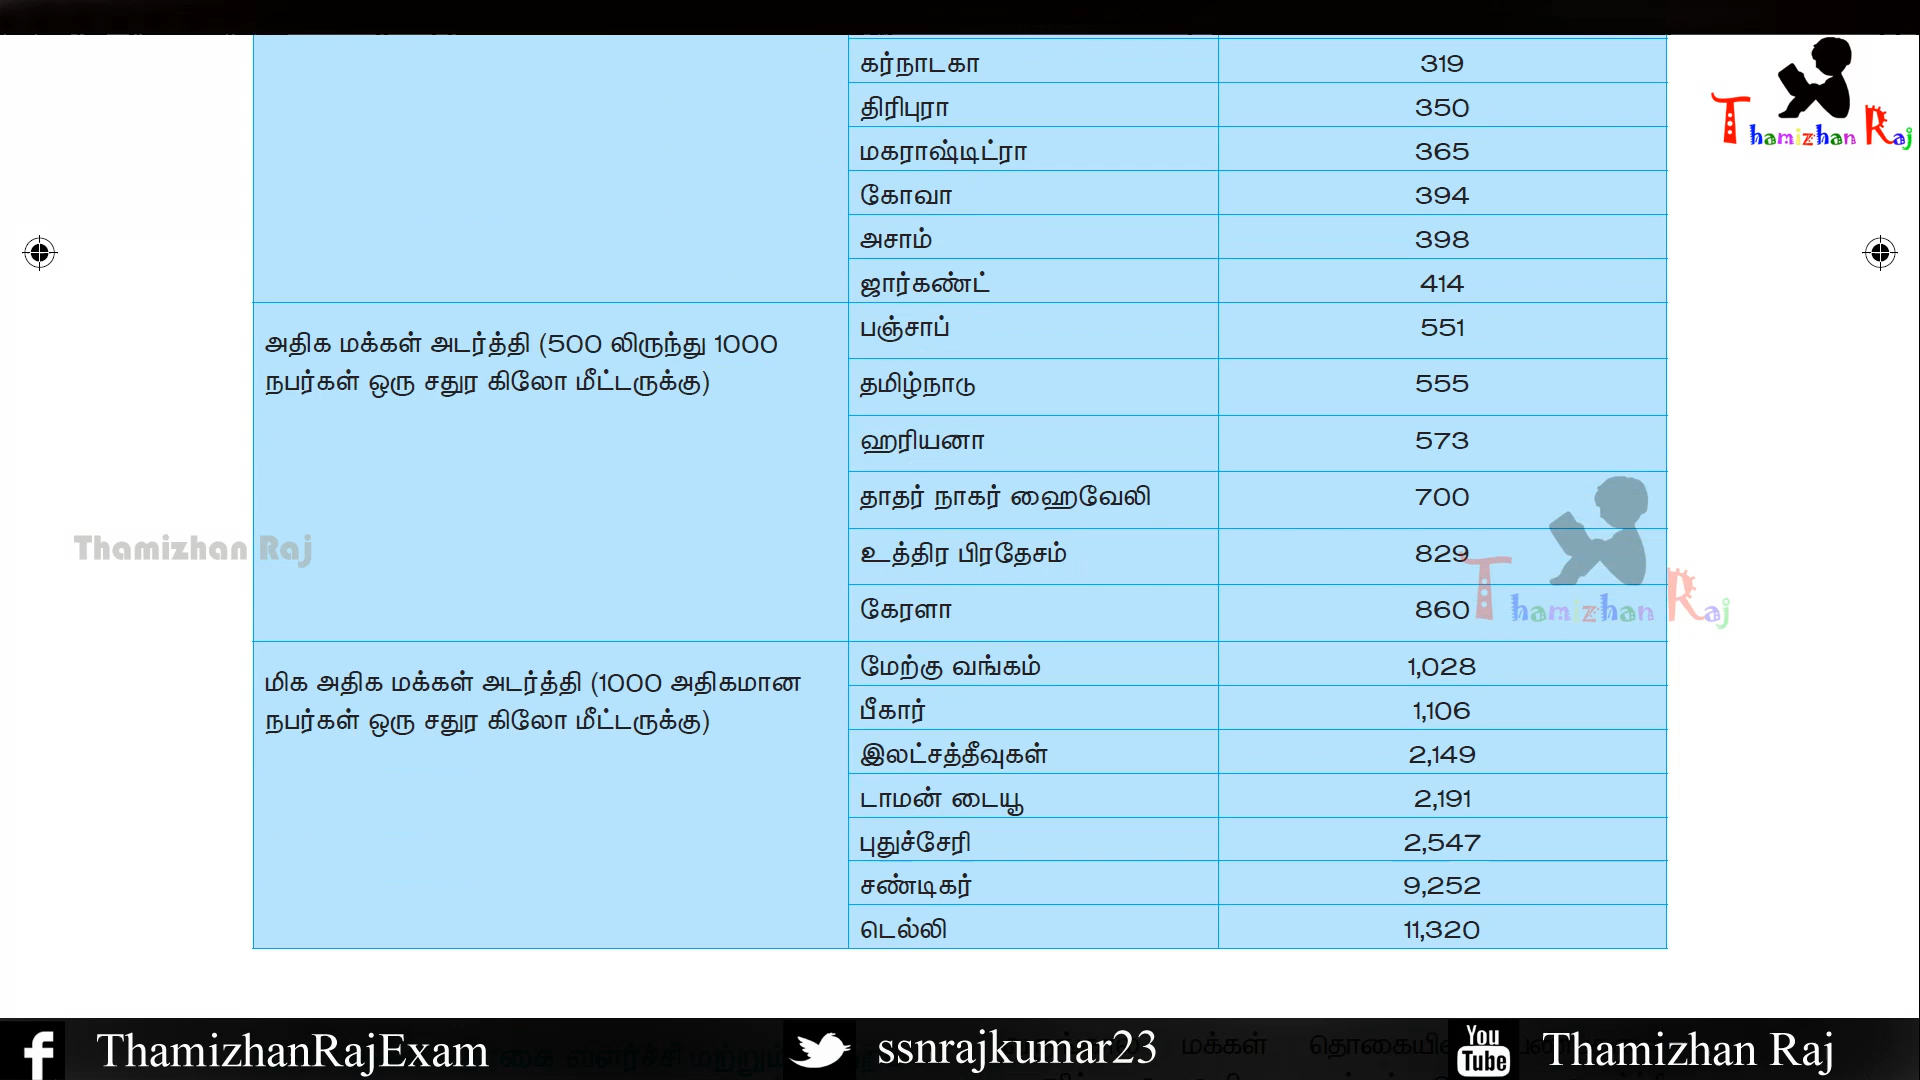 கர்நாடகா 319
திரிபுரா 350
மகாராஷ்டிட்ரா 365
கோவா 394
அசாம் 398
ஜார்கண்ட் 414
அதிக மக்கள் அடர்த்தி (500 லிருந்து 1000
நபர்கள் ஒரு சதுர கிலோ மீட்டருக்கு)
பஞ்சாப் 551
தமிழ்நாடு 555
ஹரியனா 573
தாதர் நாகர் ஹைவேலி 700
உத்திர பிரதேசம் 829
கேரளா 860
மிக அதிக மக்கள் அடர்த்தி (1000 அதிகமான
நபர்கள் ஒரு சதுர கிலோ மீட்டருக்கு)
மேற்கு வங்கம் 1,028
பீகார் 1,106
இலட்சத்தீவுகள் 2,149
டாமன் டையூ 2,191
புதுச்சேரி 2,547
சண்டிகர் 9,252
டெல்லி 11,320
Thamizhan Raj
Thamizhan Raj
Thamizhan Raj
ThamizhanRajExam
ssnrajkumar23
மக்கள்
You
Tube
Thamizhan Raj